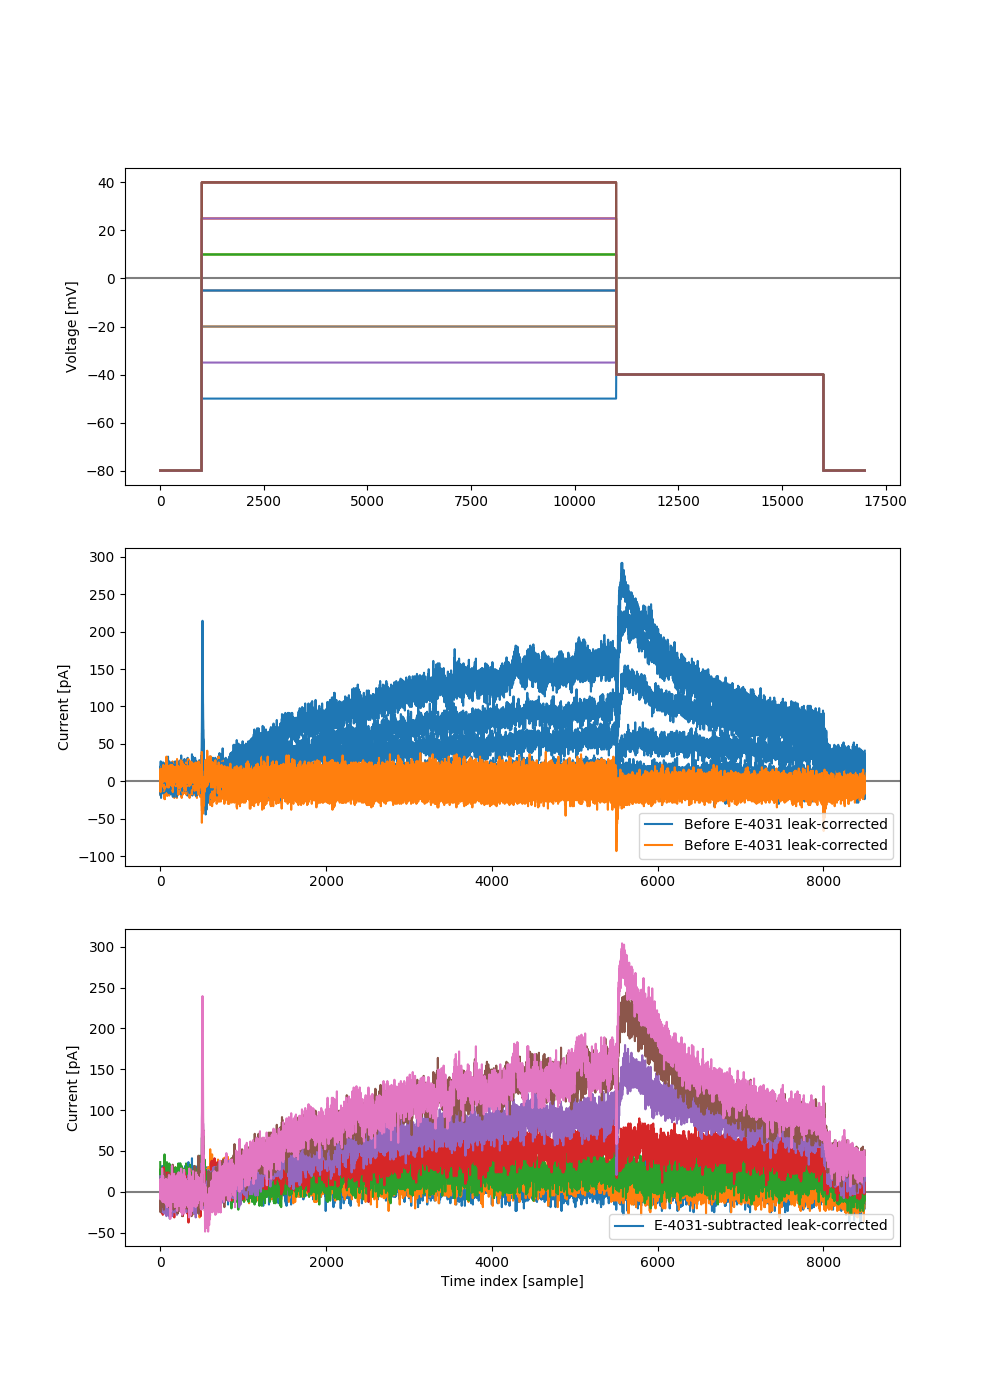 40
20
0
−20
−40
−60
−80
Voltage [mV]
0 2500 5000 7500 10000 12500 15000 17500
300
250
200
150
100
50
0
−50
−100
Current [pA]
Before E-4031 leak-corrected
Before E-4031 leak-corrected
0 2000 4000 6000 8000
300
250
200
150
100
50
0
−50
Current [pA]
E-4031-subtracted leak-corrected
0 2000 4000 6000 8000
Time index [sample]